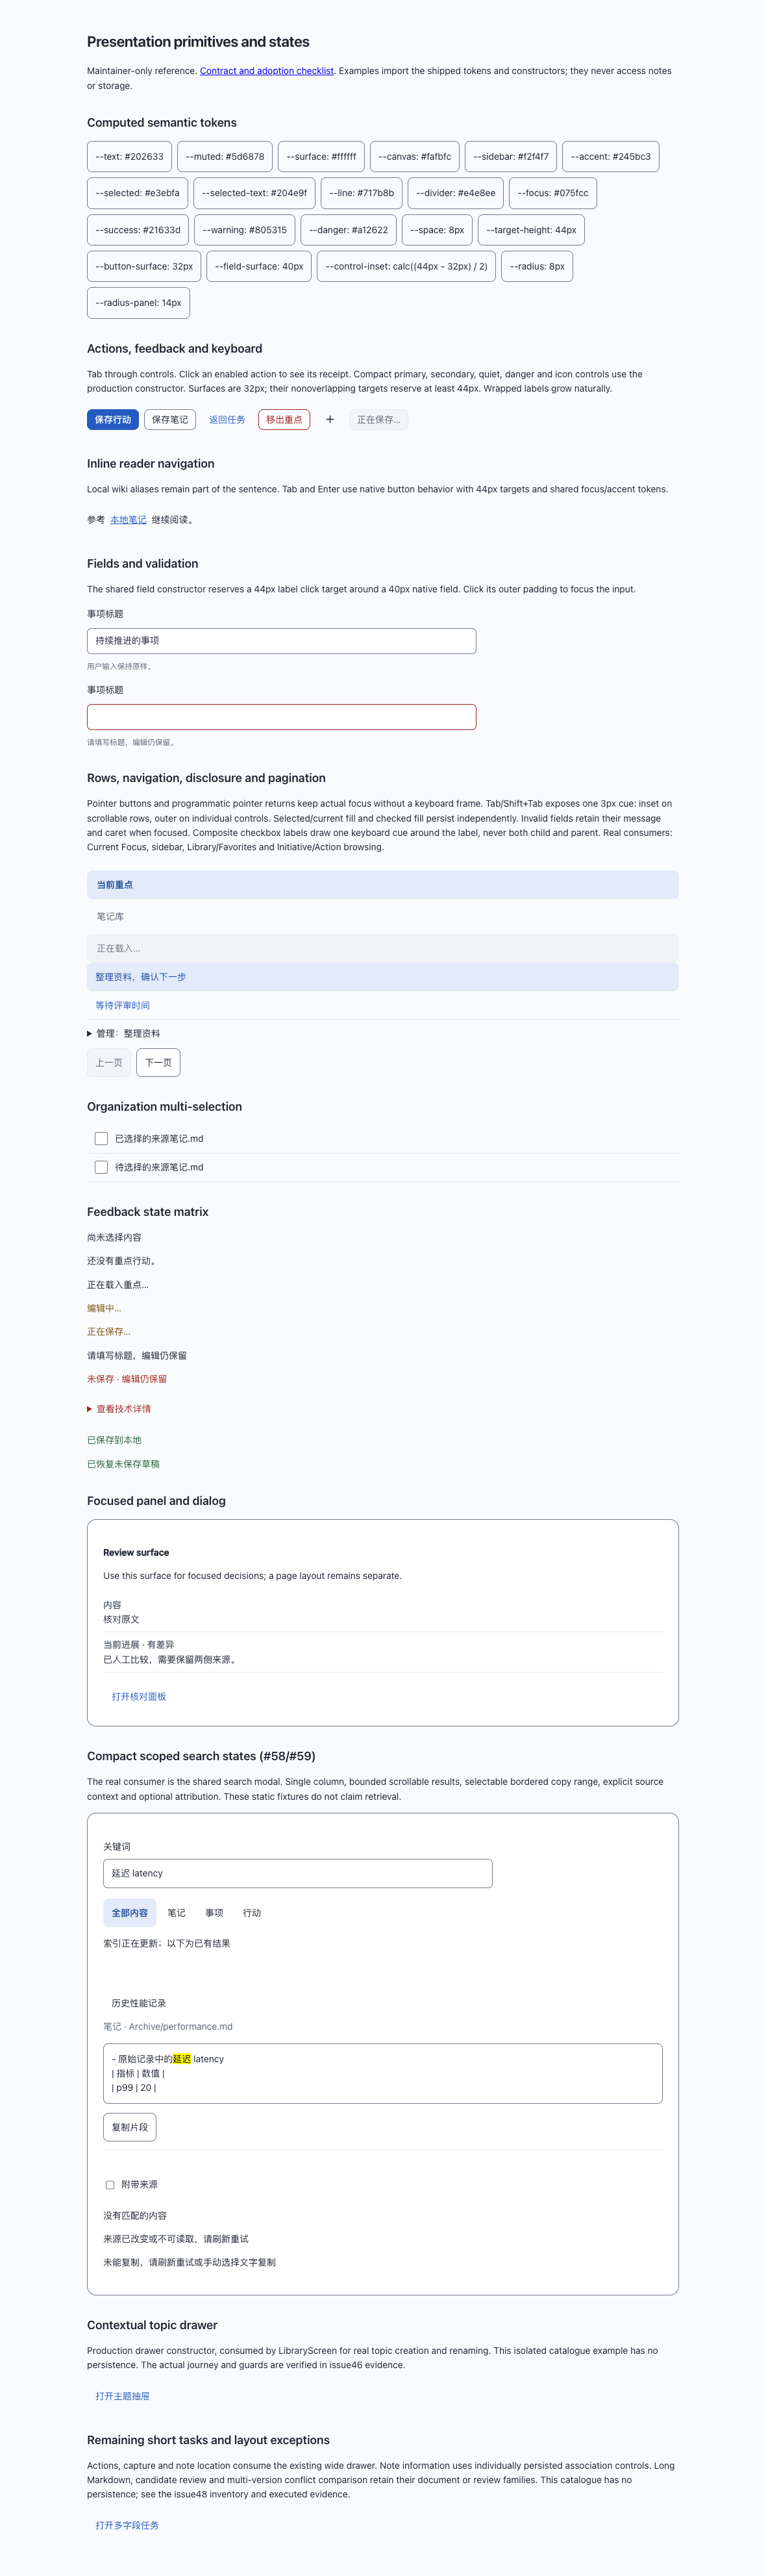 Presentation primitives and states
Maintainer-only reference. Contract and adoption checklist. Examples import the shipped tokens and constructors; they never access notes
or storage.
Computed semantic tokens
--text: #202633
--muted: #5d6878
--surface: #ffffff
--canvas: #fafbfc
--sidebar: #f2f4f7
--accent: #245bc3
--selected: #e3ebfa
--selected-text: #204e9f
--line: #717b8b
--divider: #e4e8ee
--focus: #075fcc
--success: #21633d
--warning: #805315
--danger: #a12622
--space: 8px
--target-height: 44px
--button-surface: 32px
--field-surface: 40px
--control-inset: calc((44px - 32px) / 2)
--radius: 8px
--radius-panel: 14px
Actions, feedback and keyboard
Tab through controls. Click an enabled action to see its receipt. Compact primary, secondary, quiet, danger and icon controls use the
production constructor. Surfaces are 32px; their nonoverlapping targets reserve at least 44px. Wrapped labels grow naturally.
保存行动
保存笔记
返回任务
移出重点
+
正在保存…
Inline reader navigation
Local wiki aliases remain part of the sentence. Tab and Enter use native button behavior with 44px targets and shared focus/accent tokens.
参考 本地笔记 继续阅读。
Fields and validation
The shared field constructor reserves a 44px label click target around a 40px native field. Click its outer padding to focus the input.
事项标题
持续推进的事项
用户输入保持原样。
事项标题
请填写标题，编辑仍保留。
Rows, navigation, disclosure and pagination
Pointer buttons and programmatic pointer returns keep actual focus without a keyboard frame. Tab/Shift+Tab exposes one 3px cue: inset on
scrollable rows, outer on individual controls. Selected/current fill and checked fill persist independently. Invalid fields retain their message
and caret when focused. Composite checkbox labels draw one keyboard cue around the label, never both child and parent. Real consumers:
Current Focus, sidebar, Library/Favorites and Initiative/Action browsing.
当前重点
笔记库
正在载入…
整理资料，确认下一步
等待评审时间
管理：整理资料
上一页
下一页
Organization multi-selection
已选择的来源笔记.md
待选择的来源笔记.md
Feedback state matrix
尚未选择内容
还没有重点行动。
正在载入重点…
编辑中…
正在保存…
请填写标题，编辑仍保留
未保存 · 编辑仍保留
查看技术详情
已保存到本地
已恢复未保存草稿
Focused panel and dialog
Review surface
Use this surface for focused decisions; a page layout remains separate.
内容
核对原文
当前进展 · 有差异
已人工比较，需要保留两侧来源。
打开核对面板
Compact scoped search states (#58/#59)
The real consumer is the shared search modal. Single column, bounded scrollable results, selectable bordered copy range, explicit source
context and optional attribution. These static fixtures do not claim retrieval.
关键词
延迟 latency
全部内容
笔记
事项
行动
索引正在更新；以下为已有结果
历史性能记录
笔记 · Archive/performance.md
- 原始记录中的延迟 latency
| 指标 | 数值 |
| p99 | 20 |
复制片段
附带来源
没有匹配的内容
来源已改变或不可读取，请刷新重试
未能复制，请刷新重试或手动选择文字复制
Contextual topic drawer
Production drawer constructor, consumed by LibraryScreen for real topic creation and renaming. This isolated catalogue example has no
persistence. The actual journey and guards are verified in issue46 evidence.
打开主题抽屉
Remaining short tasks and layout exceptions
Actions, capture and note location consume the existing wide drawer. Note information uses individually persisted association controls. Long
Markdown, candidate review and multi-version conflict comparison retain their document or review families. This catalogue has no
persistence; see the issue48 inventory and executed evidence.
打开多字段任务